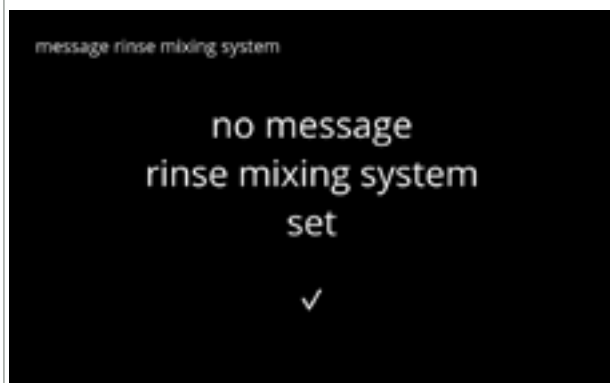 message rinse mixing system
no message
rinse mixing system
set
✓